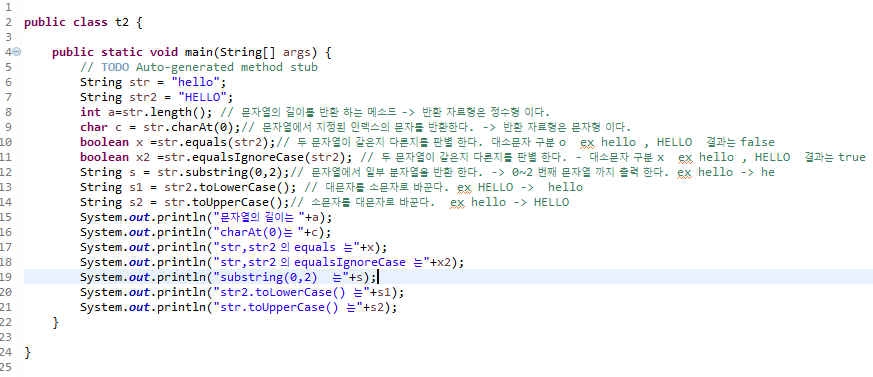 1
2 public class t2 {
3
4 public static void main(String[] args) {
5 // TODO Auto-generated method stub
6 String str = "hello";
7 String str2 = "HELLO";
8 int a=str.length(); // 문자열의 길이를 반환 하는 메소드 -> 반환 자료형은 정수형 이다.
9 char c = str.charAt(0);// 문자열에서 지정된 인덱스의 문자를 반환한다. -> 반환 자료형은 문자형 이다.
10 boolean x =str.equals(str2);// 두 문자열이 같은지 다른지를 판별 한다. 대소문자 구분 o ex hello , HELLO 결과는 false
11 boolean x2 =str.equalsIgnoreCase(str2); // 두 문자열이 같은지 다른지를 판별 한다. - 대소문자 구분 x ex hello , HELLO 결과는 true
12 String s = str.substring(0,2);// 문자열에서 일부 분자열을 반환 한다. -> 0~2 번째 문자열 까지 출력 한다. ex hello -> he
13 String s1 = str2.toLowerCase(); // 대문자를 소문자로 바꾼다. ex HELLO -> hello
14 String s2 = str.toUpperCase();// 소문자를 대문자로 바꾼다. ex hello -> HELLO
15 System.out.println("문자열의 길이는 "+a);
16 System.out.println("charAt(0)는 "+c);
17 System.out.println("str,str2 의 equals 는"+x);
18 System.out.println("str,str2 의 equalsIgnoreCase 는"+x2);
19 System.out.println("substring(0,2) 는"+s);
20 System.out.println("str2.toLowerCase() 는"+s1);
21 System.out.println("str.toUpperCase() 는"+s2);
22 }
23
24 }
25